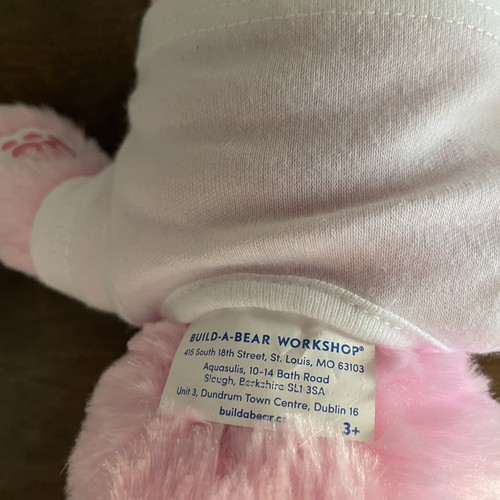 BUILD-A-BEAR WORKSHOP®
415 South 18th Street, St. Louis, MO 63103
Aquasulis, 10-14 Bath Road
Slough, Berkshire SL1 3SA
Unit 3, Dundrum Town Centre, Dublin 16
buildabear.c
3+